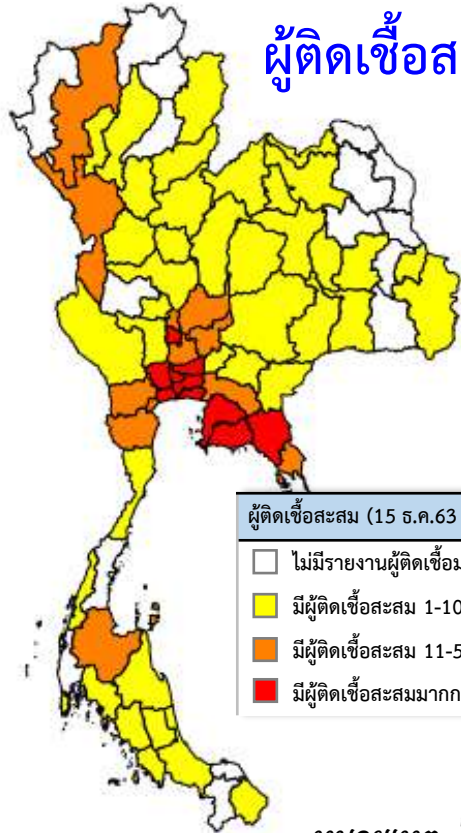 ผู้ติดเชื้อส
ผู้ติดเชื้อสะสม (15 ธ.ค.63
ไม่มีรายงานผู้ติดเชื้อม
มีผู้ติดเชื้อสะสม 1-10
มีผู้ติดเชื้อสะสม 11-5
มีผู้ติดเชื้อสะสมมากก